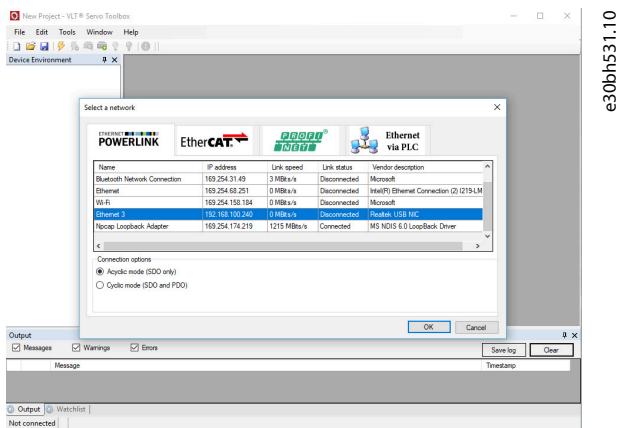 New Project - VLT® Servo Toolbox
File Edit Tools Window Help
Device Environment
Select a network
ETHERNET
POWERLINK
EtherCAT.
PROFI
NET
Ethernet
via PLC
Name IP address Link speed Link status Vendor description
Bluetooth Network Connection 169.254.31.49 3 MBits/s Disconnected Microsoft
Ethernet 169.254.68.251 0 MBits/s Disconnected Intel(R) Ethernet Connection (2) I219-LM
Wi-Fi 169.254.158.184 0 MBits/s Disconnected Microsoft
Ethernet 3 192.168.100.240 0 MBits/s Disconnected Realtek USB NIC
Npcap Loopback Adapter 169.254.174.219 1215 MBits/s Connected MS NDIS 6.0 LoopBack Driver
Connection options
Acyclic mode (SDO only)
Cyclic mode (SDO and PDO)
OK Cancel
Output
Messages Warnings Errors Save log Clear
Message Timestamp
Output Watchlist
Not connected
e30bh531.10